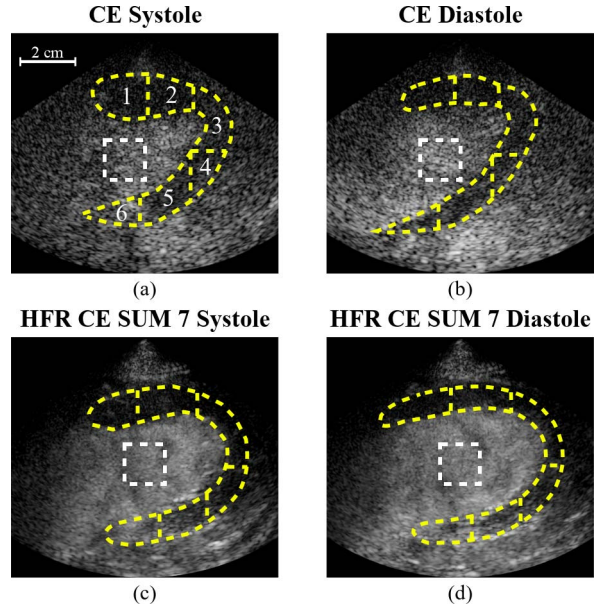 CE Systole
CE Diastole
2 cm
1
2
3
4
5
6
(a)
(b)
HFR CE SUM 7 Systole
HFR CE SUM 7 Diastole
(c)
(d)